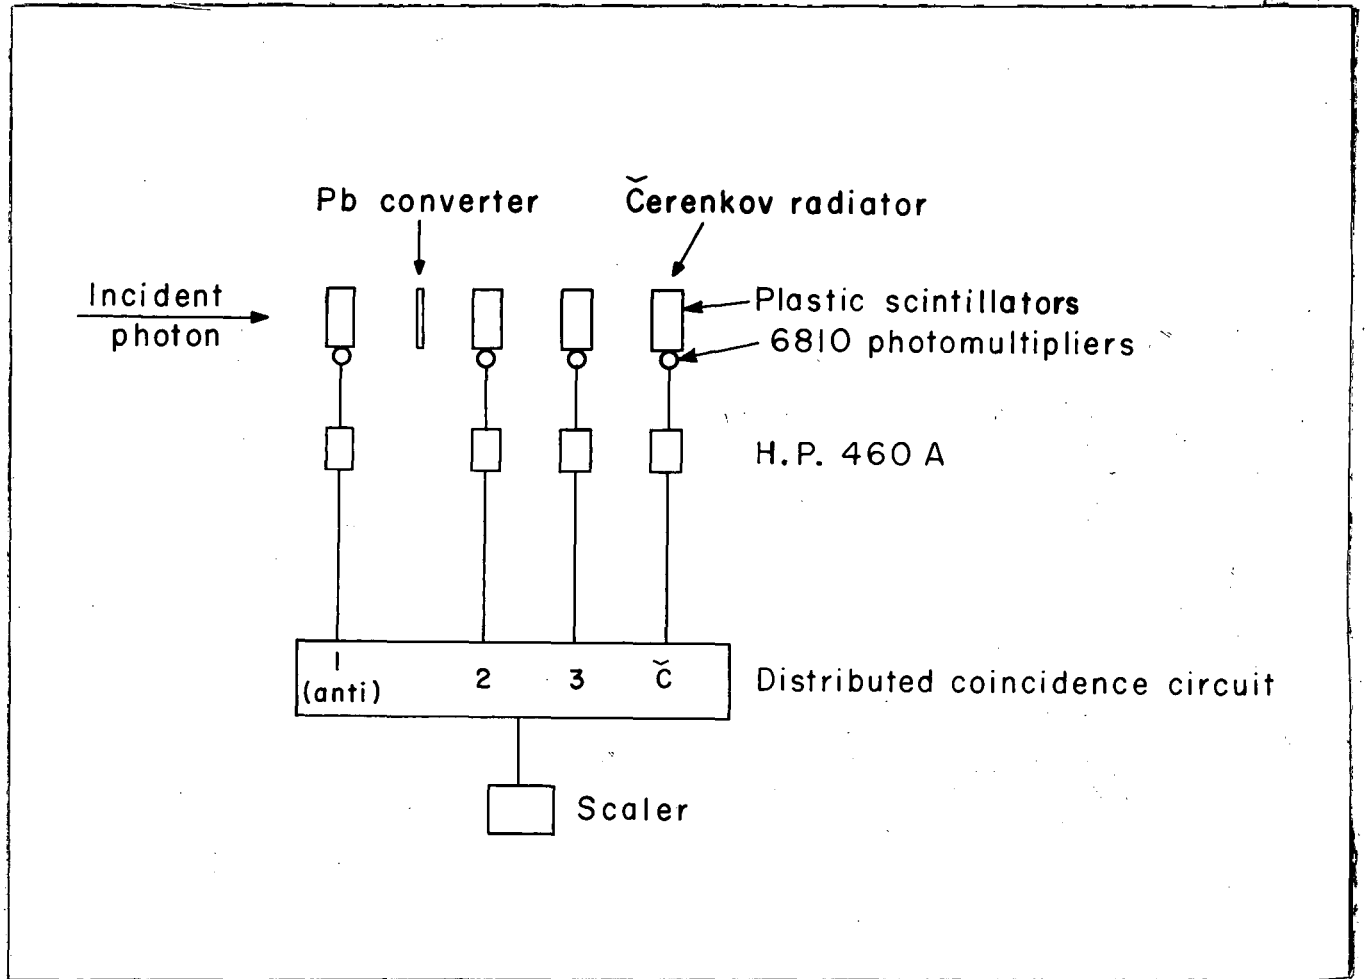 Pb converter
Čerenkov radiator
Incident
photon
Plastic scintillators
6810 photomultipliers
H.P. 460 A
1
(anti)
2
3
Č
Distributed coincidence circuit
Scaler